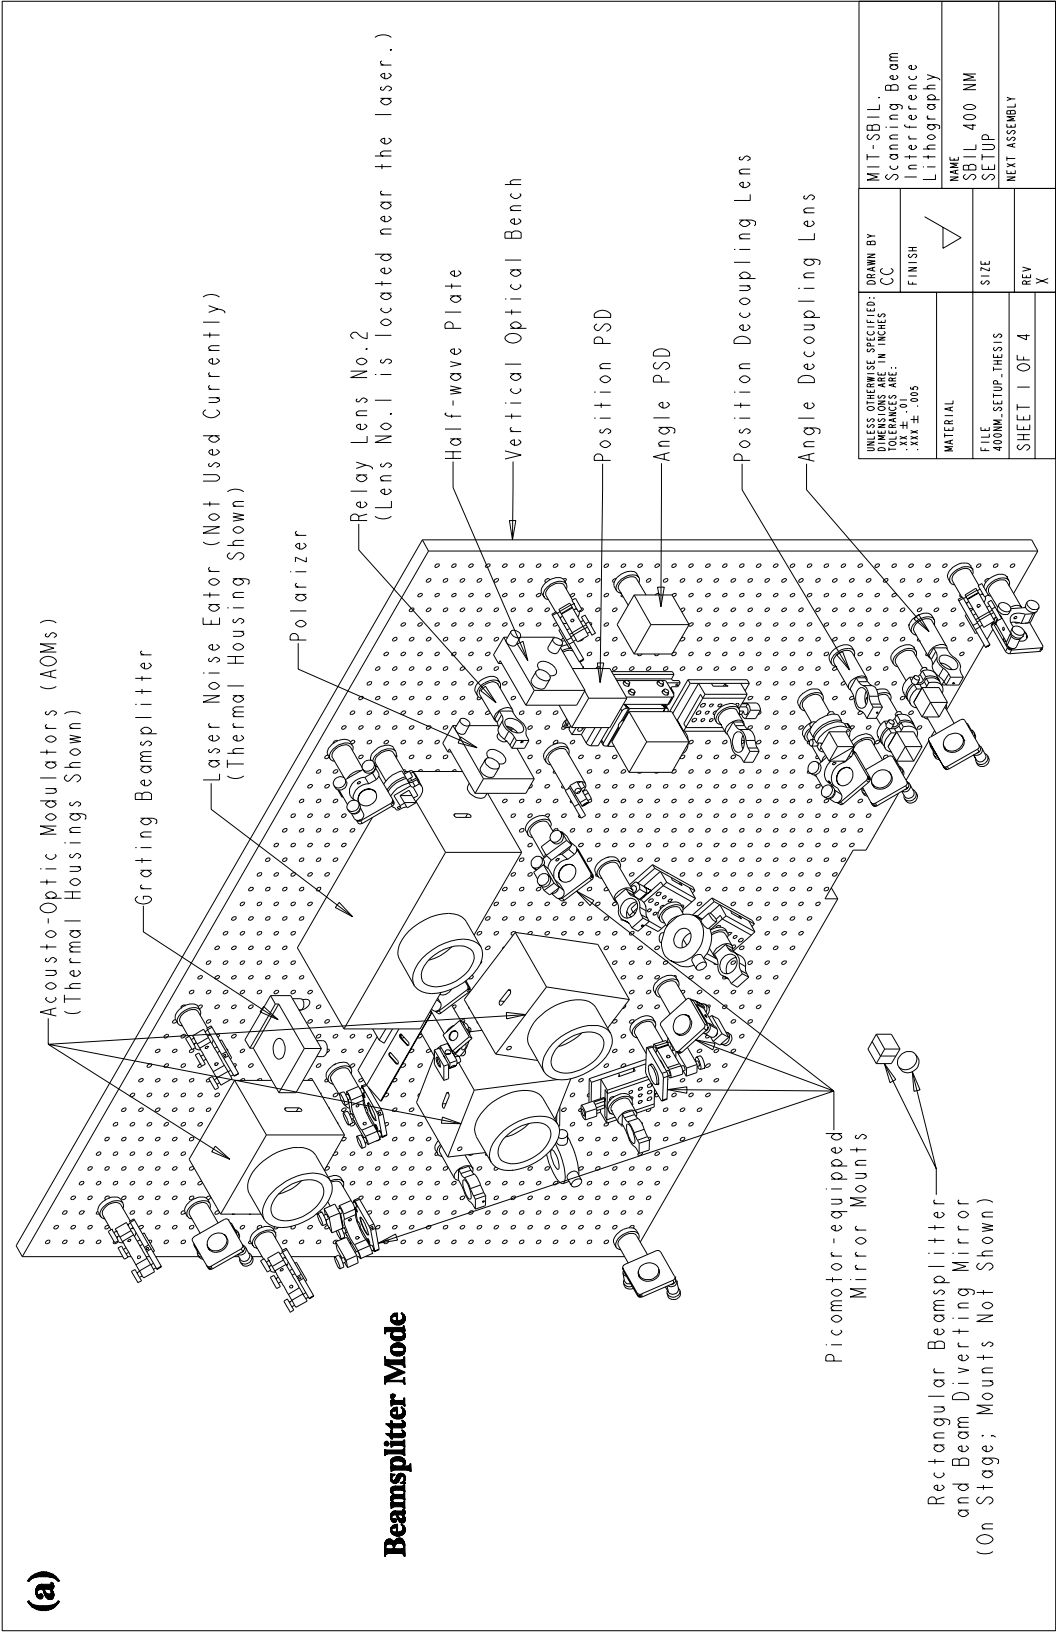 (a)
Beamsplitter Mode
Acousto-Optic Modulators (AOMs)
(Thermal Housings Shown)
Grating Beamsplitter
Laser Noise Eator (Not Used Currently)
(Thermal Housing Shown)
Polarizer
Relay Lens No.2
(Lens No.1 is located near the laser.)
Half-wave Plate
Vertical Optical Bench
Position PSD
Angle PSD
Position Decoupling Lens
Angle Decoupling Lens
Picomotor-equipped
Mirror Mounts
Rectangular Beamsplitter
and Beam Diverting Mirror
(On Stage; Mounts Not Shown)
UNLESS OTHERWISE SPECIFIED:
DIMENSIONS ARE IN INCHES
TOLERANCES ARE:
.XX ± .01
.XXX ± .005
MATERIAL
FILE
400NM_SETUP_THESIS
SHEET 1 OF 4
DRAWN BY
CC
FINISH
SIZE
REV
X
MIT-SBIL.
Scanning Beam
Interference
Lithography
NAME
SBIL 400 NM
SETUP
NEXT ASSEMBLY